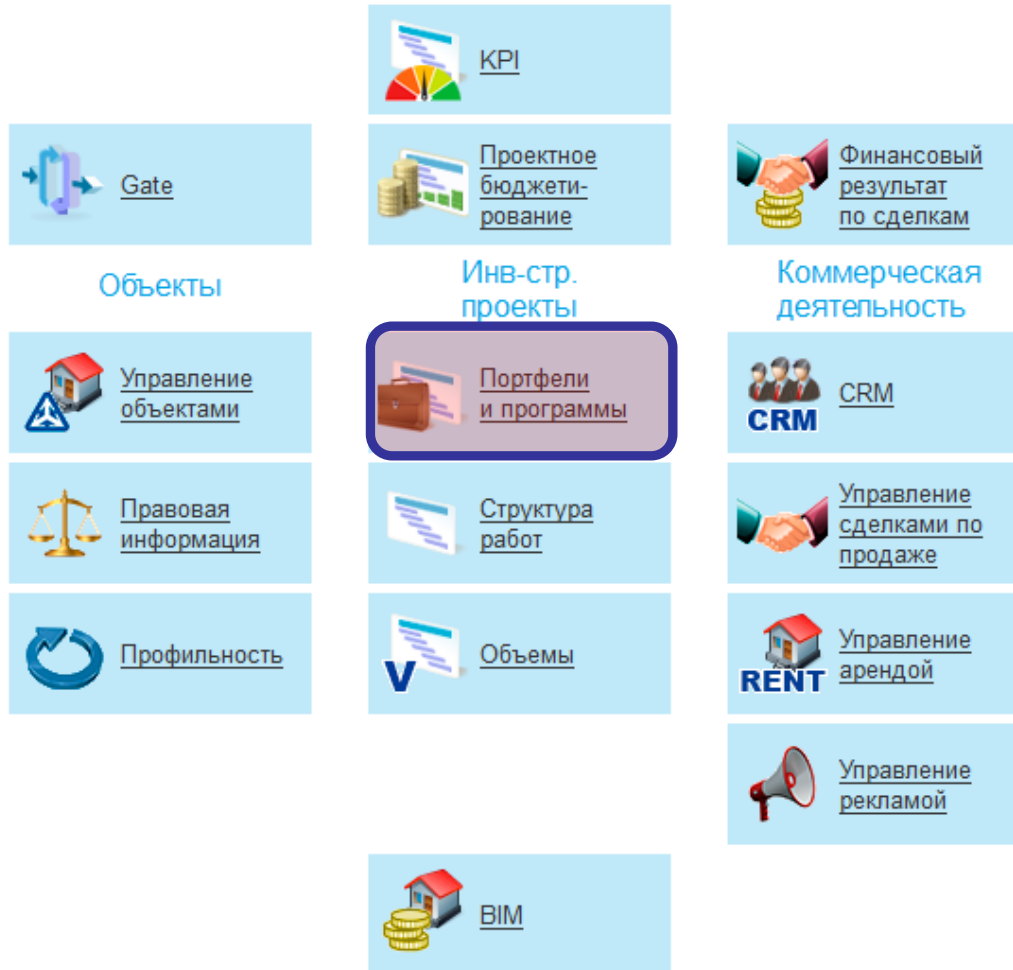 KPI
Gate
Проектное
бюджети-
рование
Финансовый
результат
по сделкам
Объекты
Инв-стр.
проекты
Коммерческая
деятельность
Управление
объектами
Портфели
и программы
CRM
CRM
Правовая
информация
Структура
работ
Управление
сделками по
продаже
Профильность
V
Объемы
RENT
Управление
арендой
Управление
рекламой
BIM